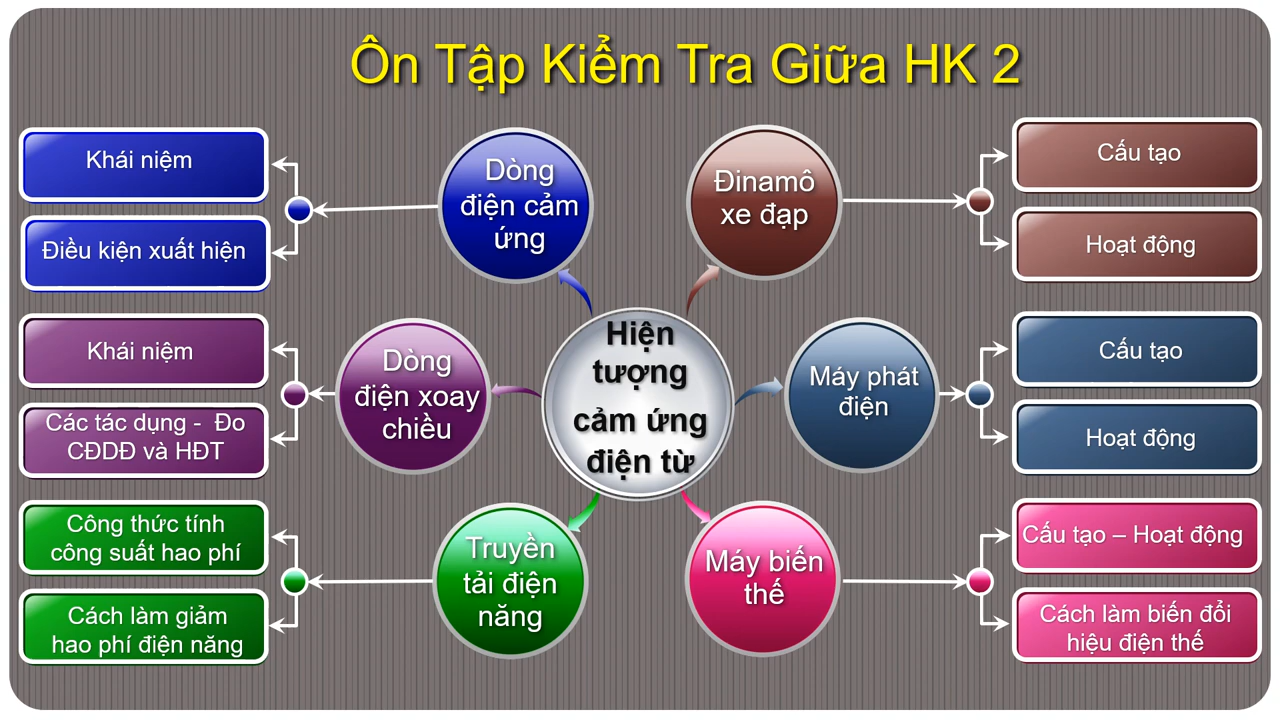 Ôn Tập Kiểm Tra Giữa HK 2
Khái niệm
Điều kiện xuất hiện
Dòng
điện cảm
ứng
Đinamô
xe đạp
Cấu tạo
Hoạt động
Khái niệm
Các tác dụng - Đo
CĐDĐ và HĐT
Dòng
điện xoay
chiều
Hiện
tượng
cảm ứng
điện từ
Máy phát
điện
Cấu tạo
Hoạt động
Công thức tính
công suất hao phí
Cách làm giảm
hao phí điện năng
Truyền
tải điện
năng
Máy biến
thế
Cấu tạo – Hoạt động
Cách làm biến đổi
hiệu điện thế